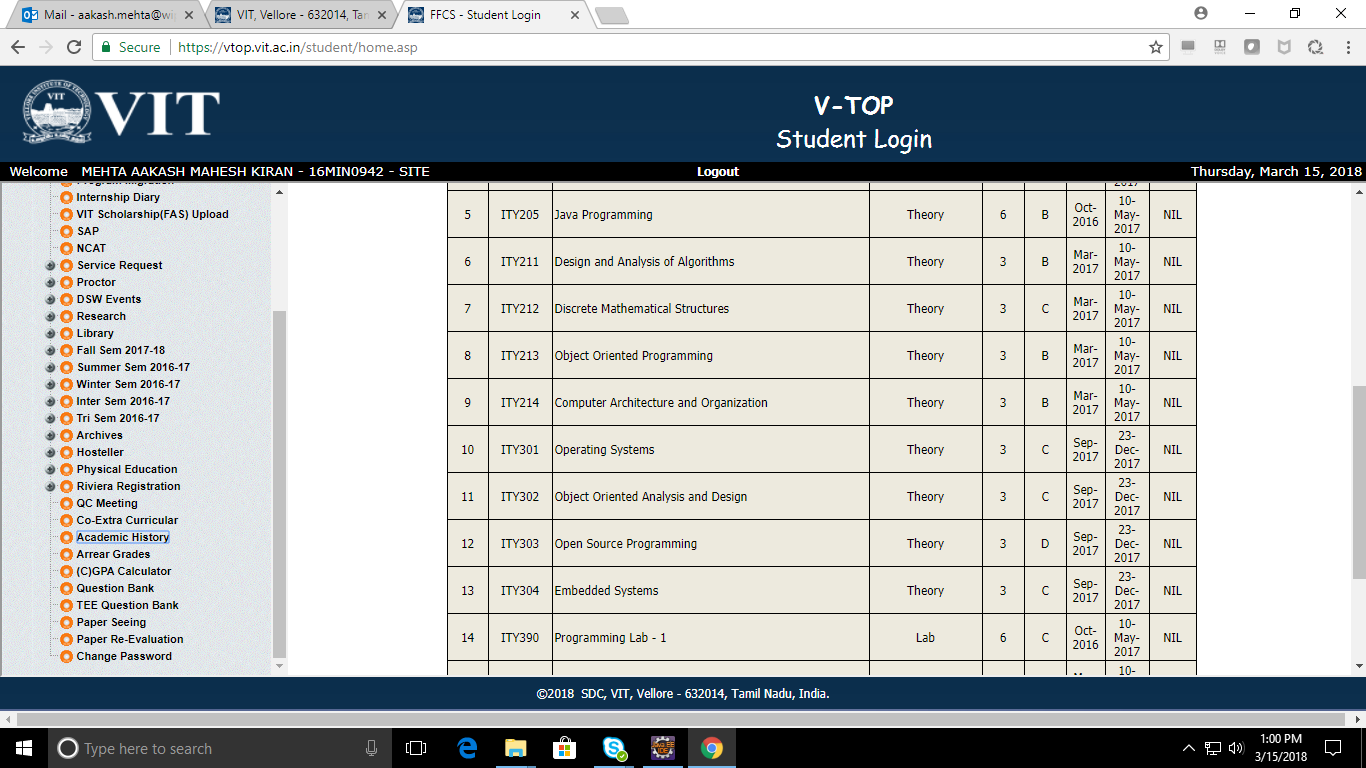 Mail - aakash.mehta@wi
VIT, Vellore - 632014, Tan
FFCS - Student Login
Secure
https://vtop.vit.ac.in/student/home.asp
VIT
VIT
V-TOP
Student Login
Welcome MEHTA AAKASH MAHESH KIRAN - 16MIN0942 - SITE
Logout
Thursday, March 15, 2018
Program Migration
Internship Diary
VIT Scholarship(FAS) Upload
SAP
NCAT
Service Request
Proctor
DSW Events
Research
Library
Fall Sem 2017-18
Summer Sem 2016-17
Winter Sem 2016-17
Inter Sem 2016-17
Tri Sem 2016-17
Archives
Hosteller
Physical Education
Riviera Registration
QC Meeting
Co-Extra Curricular
Academic History
Arrear Grades
(C)GPA Calculator
Question Bank
TEE Question Bank
Paper Seeing
Paper Re-Evaluation
Change Password
2017
5 ITY205 Java Programming Theory 6 B Oct-2016 10-May-2017 NIL
6 ITY211 Design and Analysis of Algorithms Theory 3 B Mar-2017 10-May-2017 NIL
7 ITY212 Discrete Mathematical Structures Theory 3 C Mar-2017 10-May-2017 NIL
8 ITY213 Object Oriented Programming Theory 3 B Mar-2017 10-May-2017 NIL
9 ITY214 Computer Architecture and Organization Theory 3 B Mar-2017 10-May-2017 NIL
10 ITY301 Operating Systems Theory 3 C Sep-2017 23-Dec-2017 NIL
11 ITY302 Object Oriented Analysis and Design Theory 3 C Sep-2017 23-Dec-2017 NIL
12 ITY303 Open Source Programming Theory 3 D Sep-2017 23-Dec-2017 NIL
13 ITY304 Embedded Systems Theory 3 C Sep-2017 23-Dec-2017 NIL
14 ITY390 Programming Lab - 1 Lab 6 C Oct-2016 10-May-2017 NIL
10-
©2018 SDC, VIT, Vellore - 632014, Tamil Nadu, India.
Type here to search
1:00 PM
3/15/2018